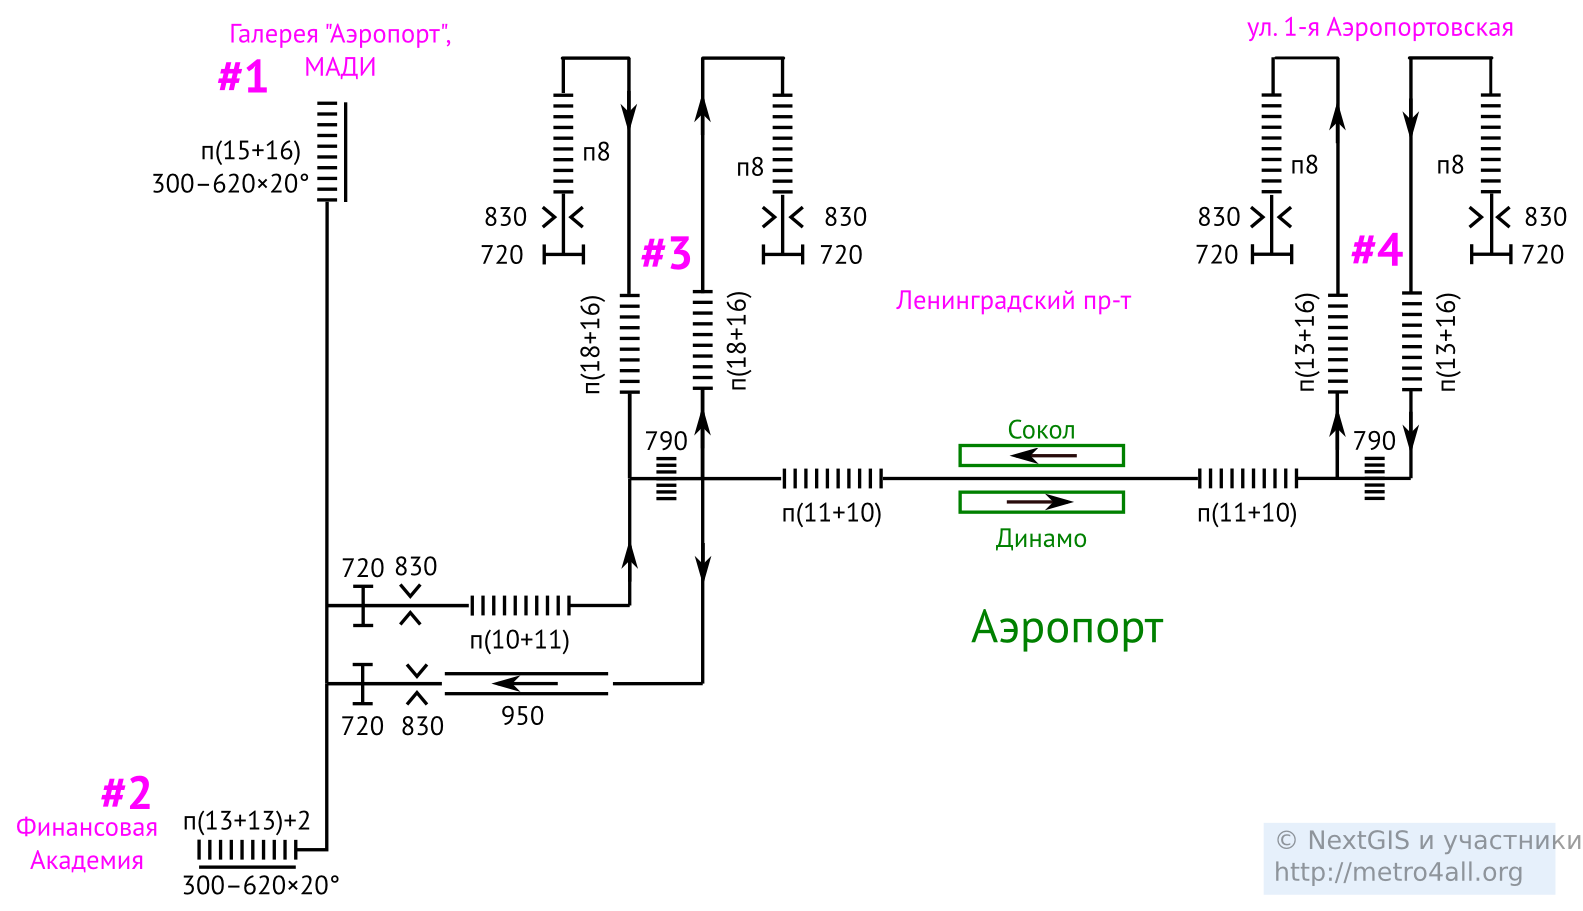 Галерея "Аэропорт",
МАДИ
#1
ул. 1-я Аэропортовская
п(15+16)
300–620×20°
п8
п8
п8
п8
830
720
#3
830
720
830
720
#4
830
720
Ленинградский пр-т
п(18+16)
п(18+16)
п(13+16)
п(13+16)
790
Сокол
790
п(11+10)
Динамо
п(11+10)
720
830
п(10+11)
Аэропорт
720
830
950
#2
Финансовая
Академия
п(13+13)+2
300–620×20°
© NextGIS и участники
http://metro4all.org